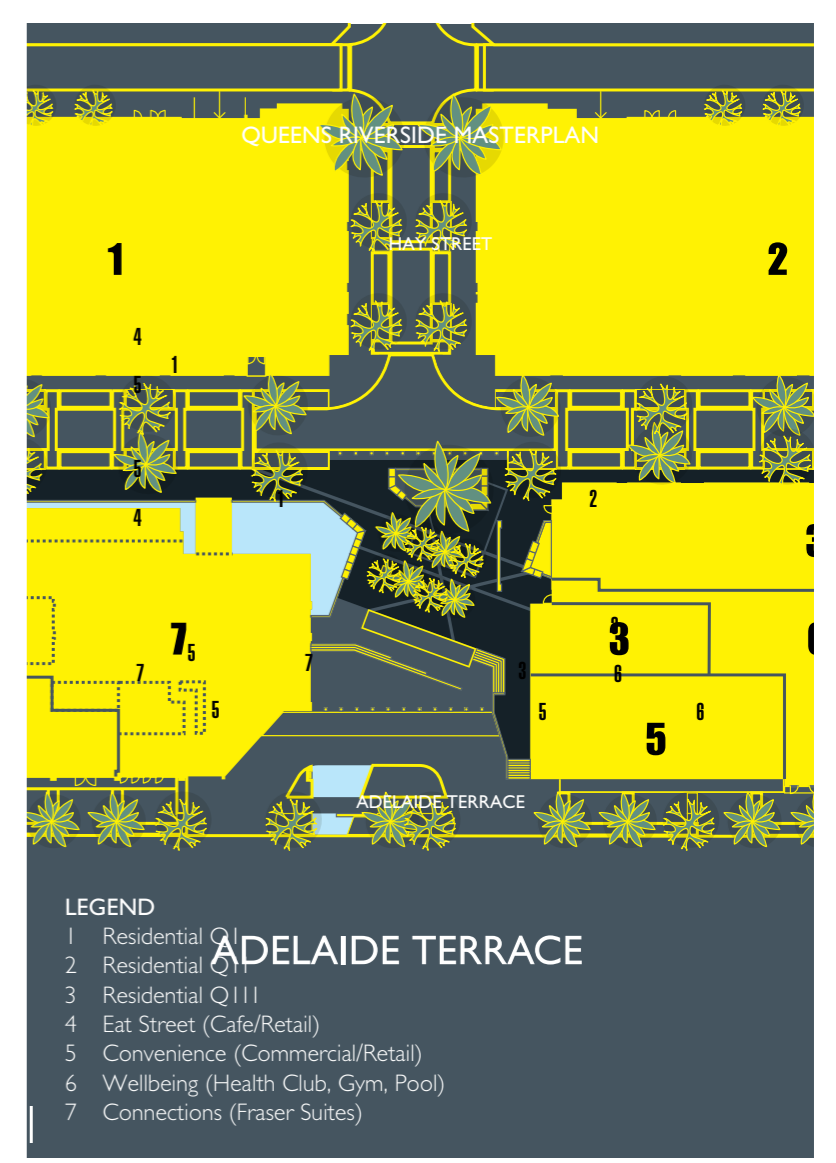 QUEENS RIVERSIDE MASTERPLAN
HAY STREET
1
2
4
1
5
5
1
2
4
3
7
5
3
6
7
7
3
6
5
5
6
5
ADELAIDE TERRACE
LEGEND
1 Residential Q1
ADELAIDE TERRACE
2 Residential Q11
3 Residential Q111
4 Eat Street (Cafe/Retail)
5 Convenience (Commercial/Retail)
6 Wellbeing (Health Club, Gym, Pool)
7 Connections (Fraser Suites)